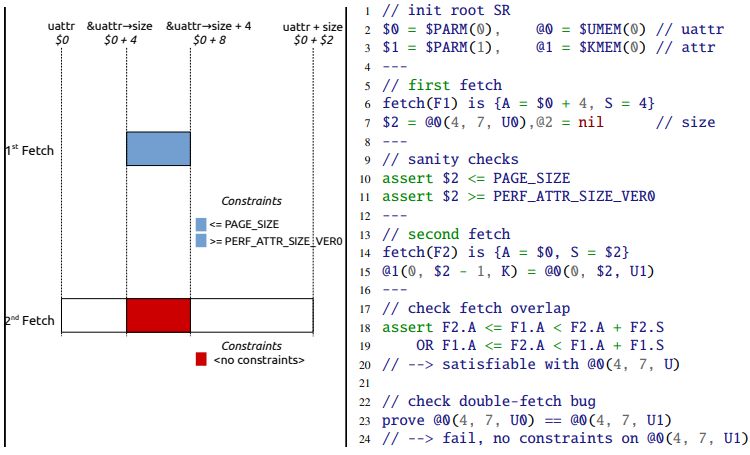 uattr &uattr→size &uattr→size + 4 uattr + size
$0 $0 + 4 $0 + 8 $0 + $2
1st Fetch
Constraints
<= PAGE_SIZE
>= PERF_ATTR_SIZE_VER0
2nd Fetch
Constraints
<no constraints>
1 // init root SR
2 $0 = $PARM(0), @0 = $UMEM(0) // uattr
3 $1 = $PARM(1), @1 = $KMEM(0) // attr
4 ---
5 // first fetch
6 fetch(F1) is {A = $0 + 4, S = 4}
7 $2 = @0(4, 7, U0),@2 = nil // size
8 ---
9 // sanity checks
10 assert $2 <= PAGE_SIZE
11 assert $2 >= PERF_ATTR_SIZE_VER0
12 ---
13 // second fetch
14 fetch(F2) is {A = $0, S = $2}
15 @1(0, $2 - 1, K) = @0(0, $2, U1)
16 ---
17 // check fetch overlap
18 assert F2.A <= F1.A < F2.A + F2.S
19 OR F1.A <= F2.A < F1.A + F1.S
20 // --> satisfiable with @0(4, 7, U)
21
22 // check double-fetch bug
23 prove @0(4, 7, U0) == @0(4, 7, U1)
24 // --> fail, no constraints on @0(4, 7, U1)